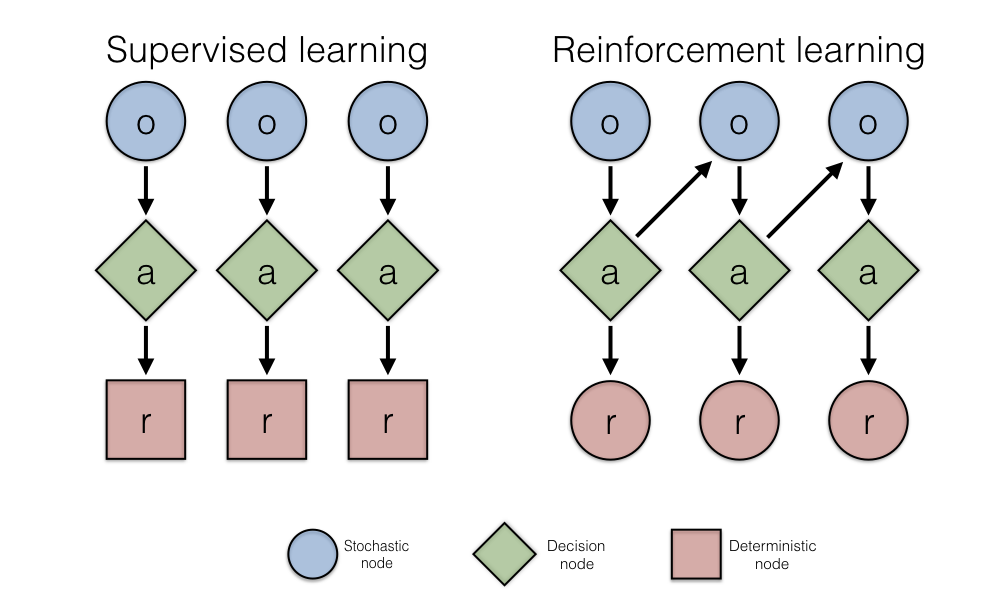 Supervised learning
Reinforcement learning
o o o
o o o
a a a
a a a
r r r
r r r
Stochastic
node
Decision
node
Deterministic
node